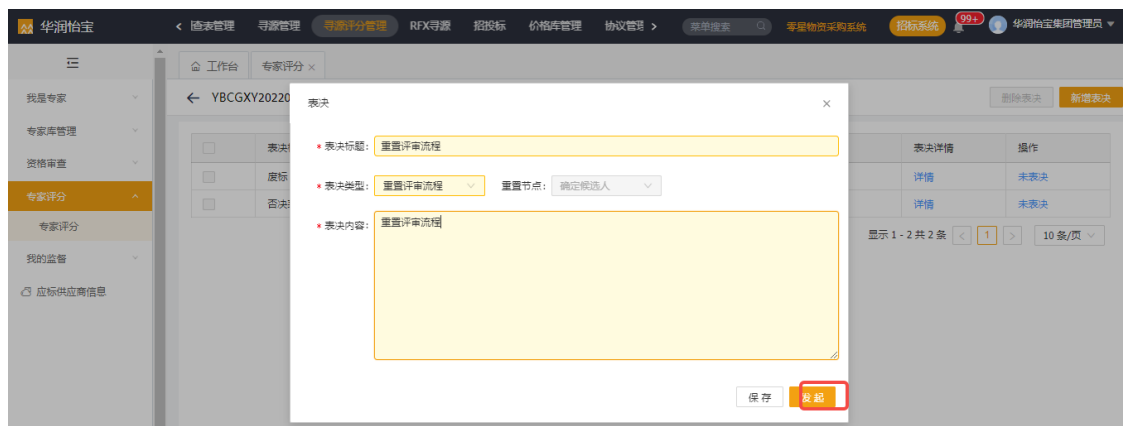 华润怡宝
查表管理 寻源管理 寻源评分管理 RFX寻源 招投标 价格库管理 协议管理 菜单搜索 零星物资采购系统 招标系统 99+ 华润怡宝集团管理员
工作台 专家评分
我是专家
专家库管理
资格审查
专家评分
专家评分
我的监督
应标供应商信息
YBCGXY20220
删除表决 新增表决
表决
* 表决标题: 重置评审流程
* 表决类型: 重置评审流程 重置节点: 确定候选人
* 表决内容: 重置评审流程
保存 发起
表决 表决详情 操作
废标 详情 未表决
否决 详情 未表决
显示 1 - 2 共 2 条 < 1 > 10 条/页